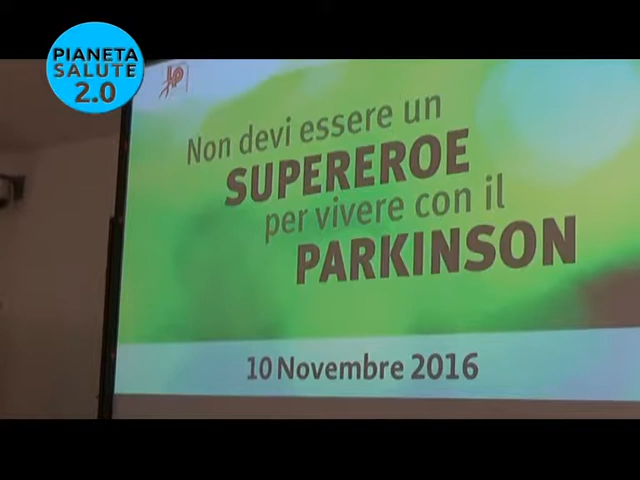 PIANETA
SALUTE
2.0
Non devi essere un
SUPEREROE
per vivere con il
PARKINSON
10 Novembre 2016